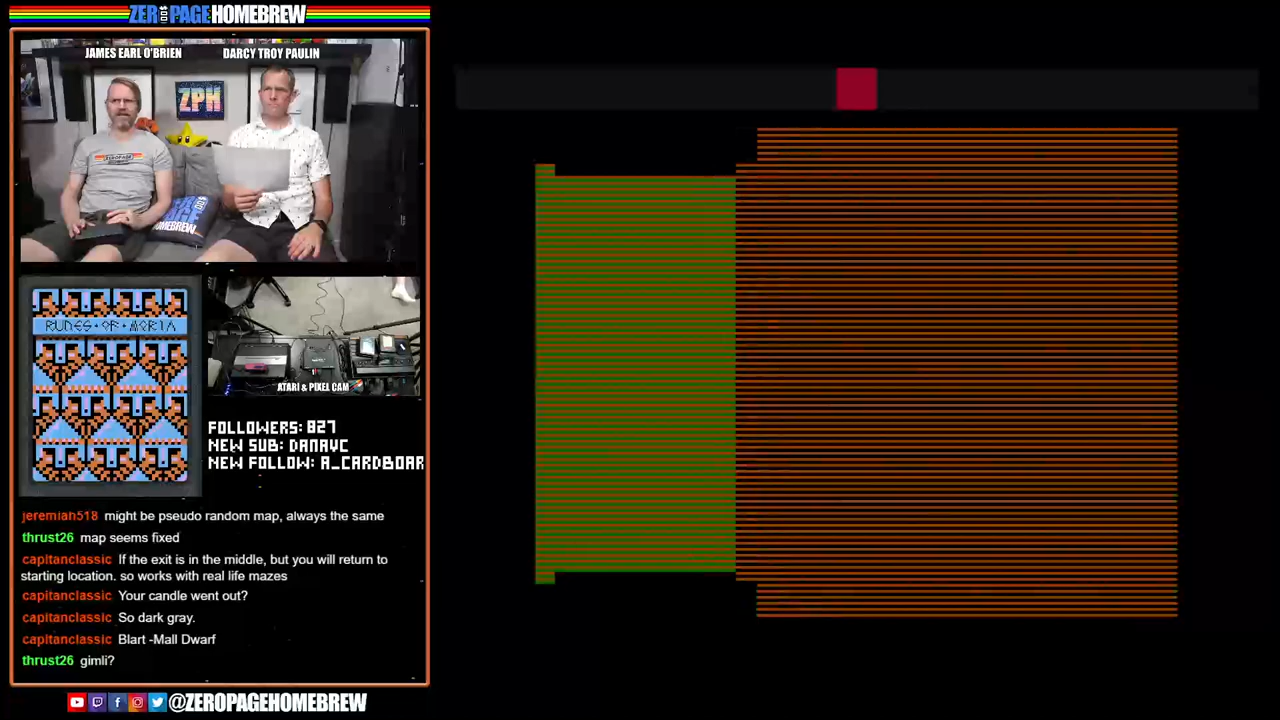 ZER$00PAGEHOMEBREW
JAMES EARL O'BRIEN
DARCY TROY PAULIN
ZPH
RUNES•OF•MORIA
ATARI & PIXEL CAM
FOLLOWERS: 827
NEW SUB: DANAVC
NEW FOLLOW: A_CARDBOAR
jeremiah518 might be pseudo random map, always the same
thrust26 map seems fixed
capitanclassic If the exit is in the middle, but you will return to
starting location. so works with real life mazes
capitanclassic Your candle went out?
capitanclassic So dark gray.
capitanclassic Blart -Mall Dwarf
thrust26 gimli?
@ZEROPAGEHOMEBREW